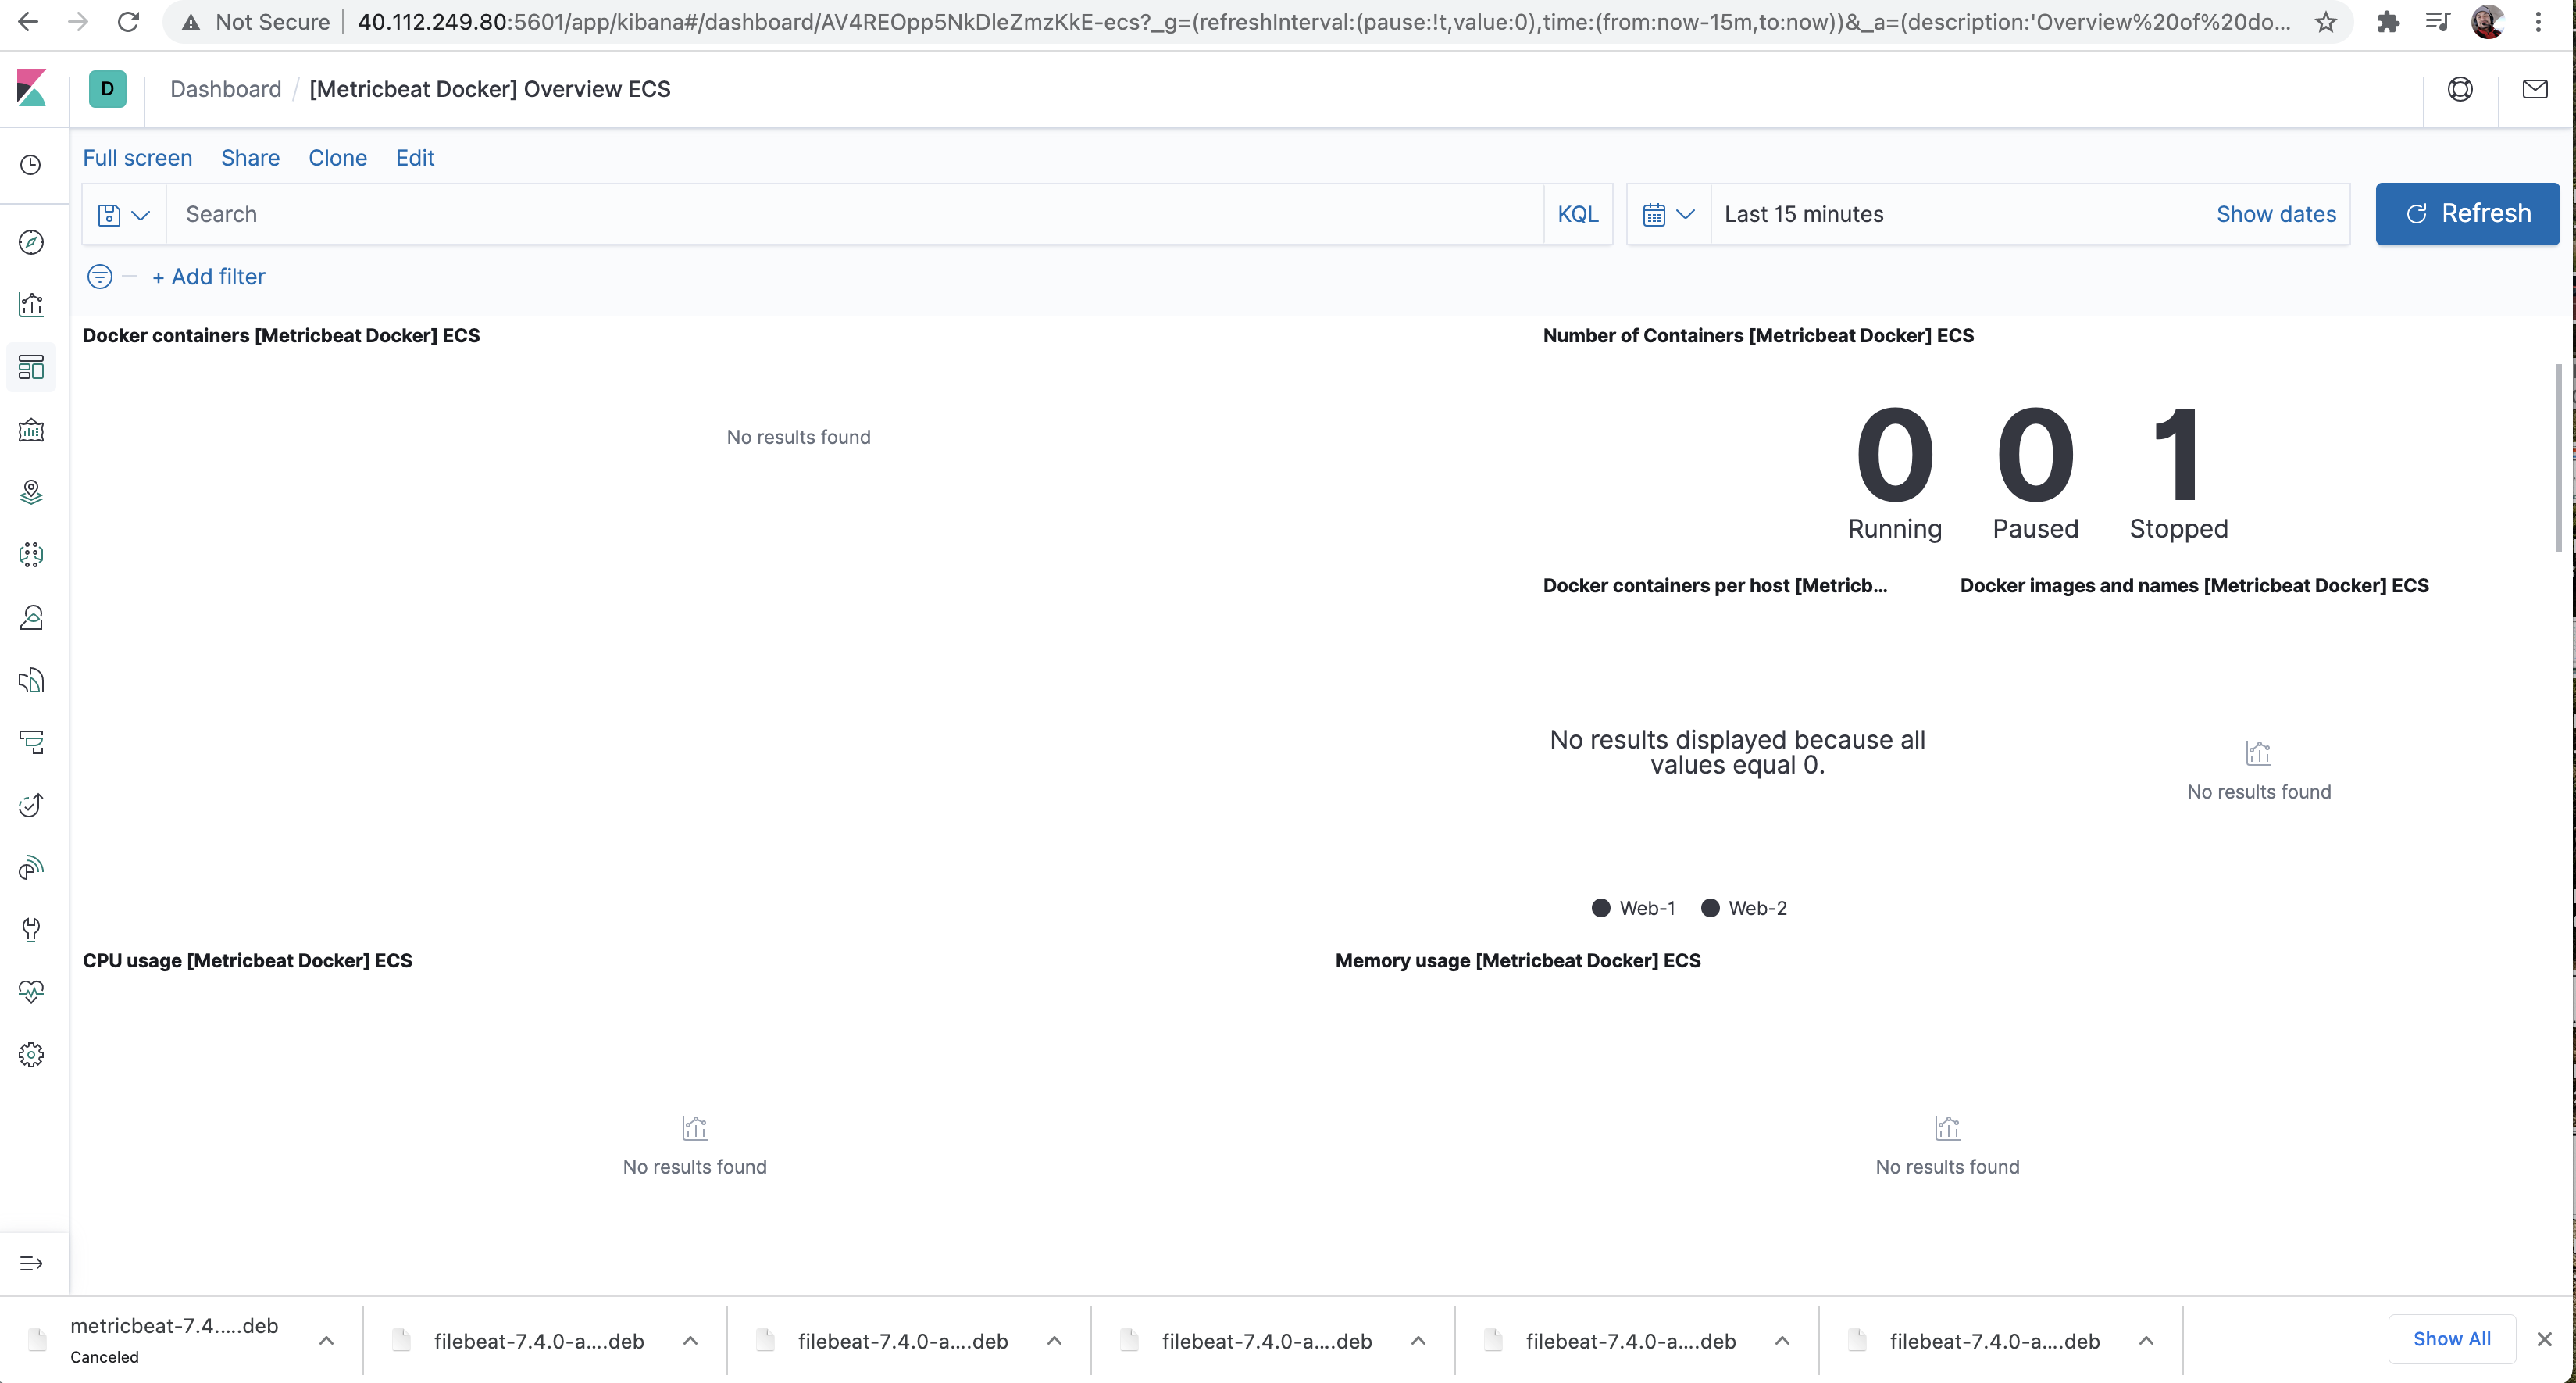 Not Secure
40.112.249.80:5601/app/kibana#/dashboard/AV4REOpp5NkDIeZmzKkE-ecs?_g=(refreshInterval:(pause:!t,value:0),time:(from:now-15m,to:now))&_a=(description:'Overview%20of%20do...
D
Dashboard / [Metricbeat Docker] Overview ECS
Full screen Share Clone Edit
Search KQL Last 15 minutes Show dates Refresh
+ Add filter
Docker containers [Metricbeat Docker] ECS
No results found
Number of Containers [Metricbeat Docker] ECS
0 0 1
Running Paused Stopped
Docker containers per host [Metricb...
No results displayed because all
values equal 0.
Web-1 Web-2
Docker images and names [Metricbeat Docker] ECS
No results found
CPU usage [Metricbeat Docker] ECS
No results found
Memory usage [Metricbeat Docker] ECS
No results found
metricbeat-7.4.....deb
Canceled
filebeat-7.4.0-a....deb
filebeat-7.4.0-a....deb
filebeat-7.4.0-a....deb
filebeat-7.4.0-a....deb
filebeat-7.4.0-a....deb
Show All